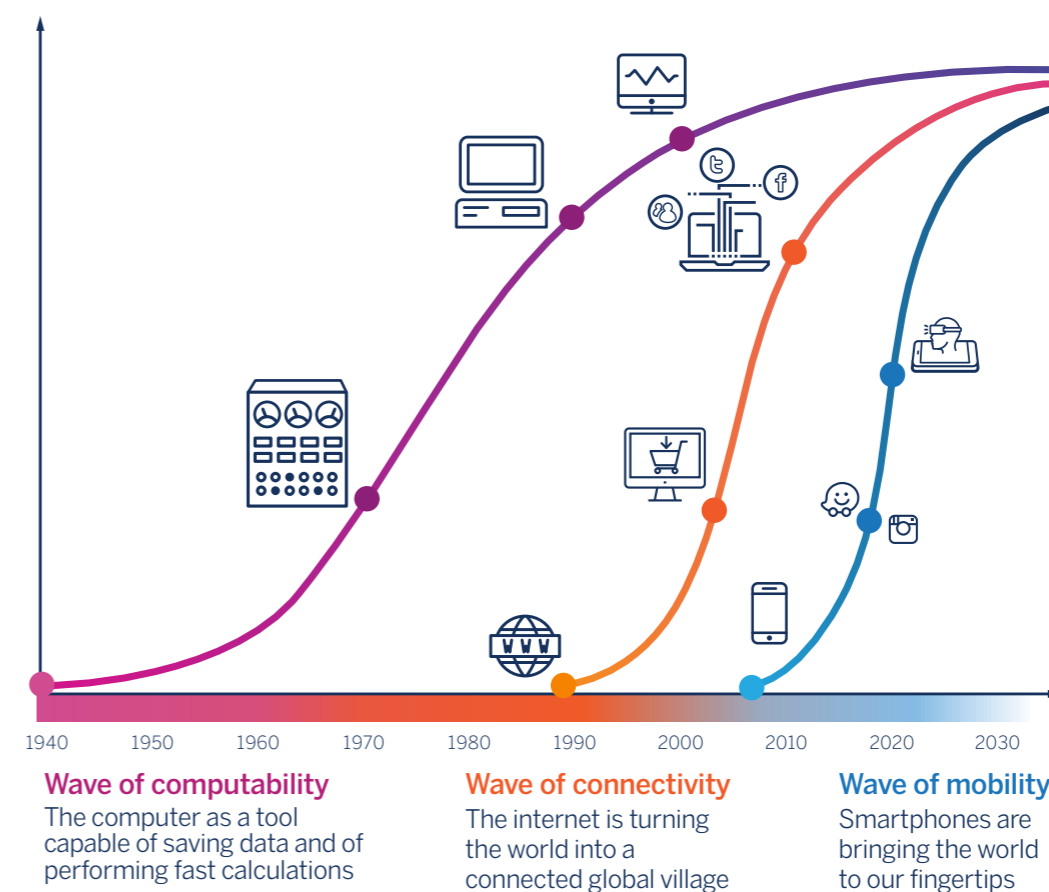 t
f
WWW
1940 1950 1960 1970 1980 1990 2000 2010 2020 2030
Wave of computability
The computer as a tool
capable of saving data and of
performing fast calculations
Wave of connectivity
The internet is turning
the world into a
connected global village
Wave of mobility
Smartphones are
bringing the world
to our fingertips